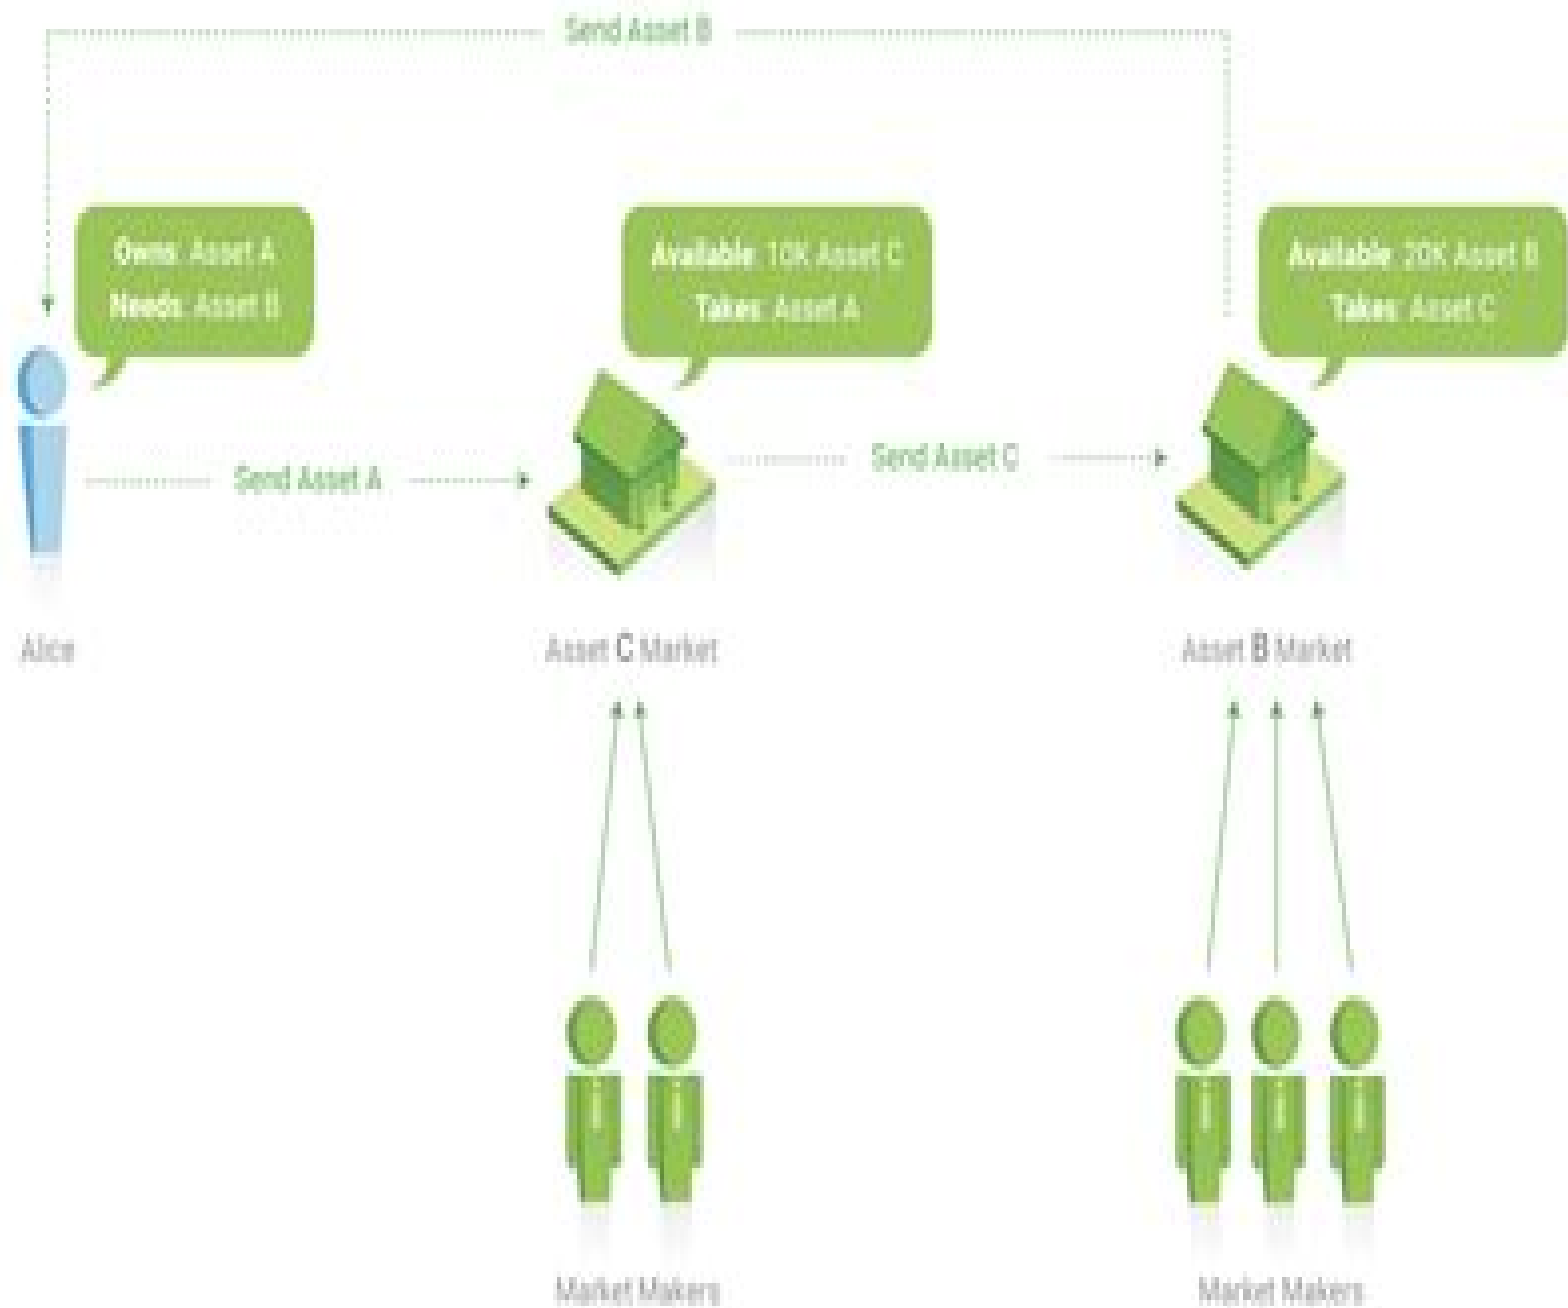 Send Asset B
Owns: Asset A
Needs: Asset B
Available: 10K Asset C
Takes: Asset A
Available: 20K Asset B
Takes: Asset C
Send Asset A
Send Asset C
Alice
Asset C Market
Asset B Market
Market Makers
Market Makers